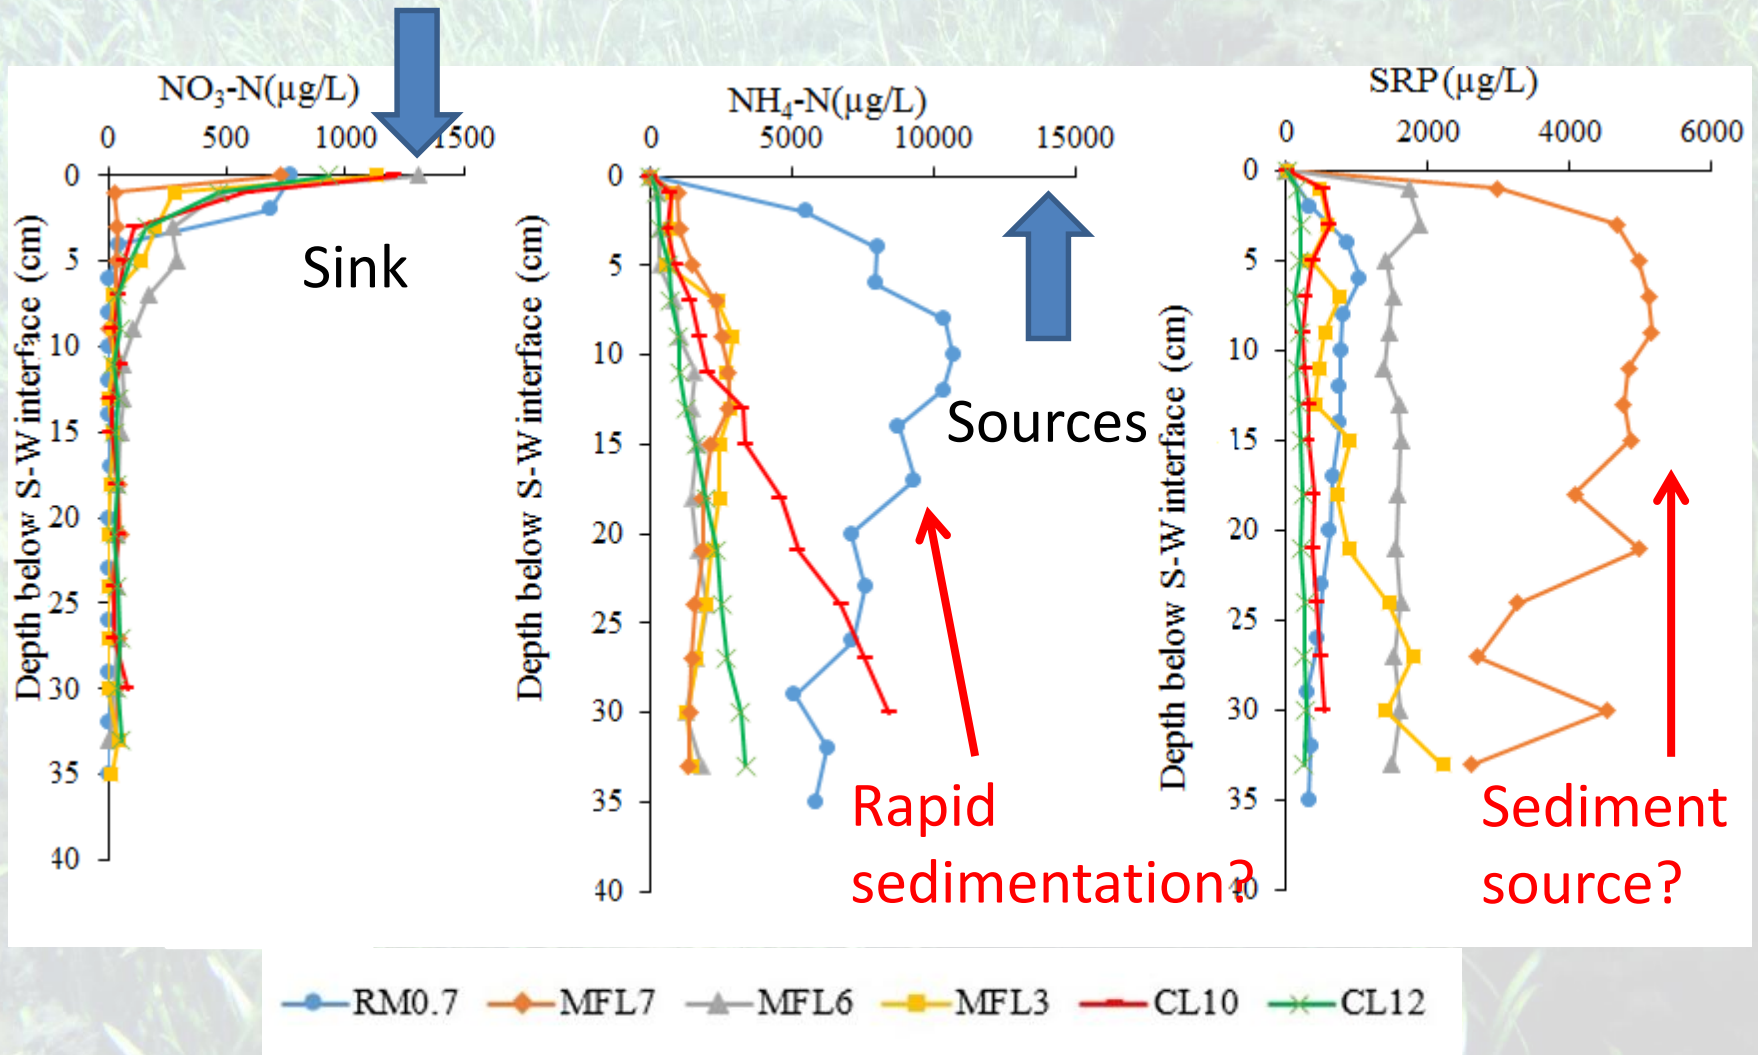 NO₃-N(µg/L)
0 500 1000 1500
0
5
10
15
20
25
30
35
40
Depth below S-W interface (cm)
Sink
NH₄-N(µg/L)
0 5000 10000 15000
0
5
10
15
20
25
30
35
40
Depth below S-W interface (cm)
Sources
Rapid
sedimentation?
SRP(µg/L)
0 2000 4000 6000
0
5
10
15
20
25
30
35
40
Depth below S-W interface (cm)
Sediment
source?
RM0.7 MFL7 MFL6 MFL3 CL10 CL12